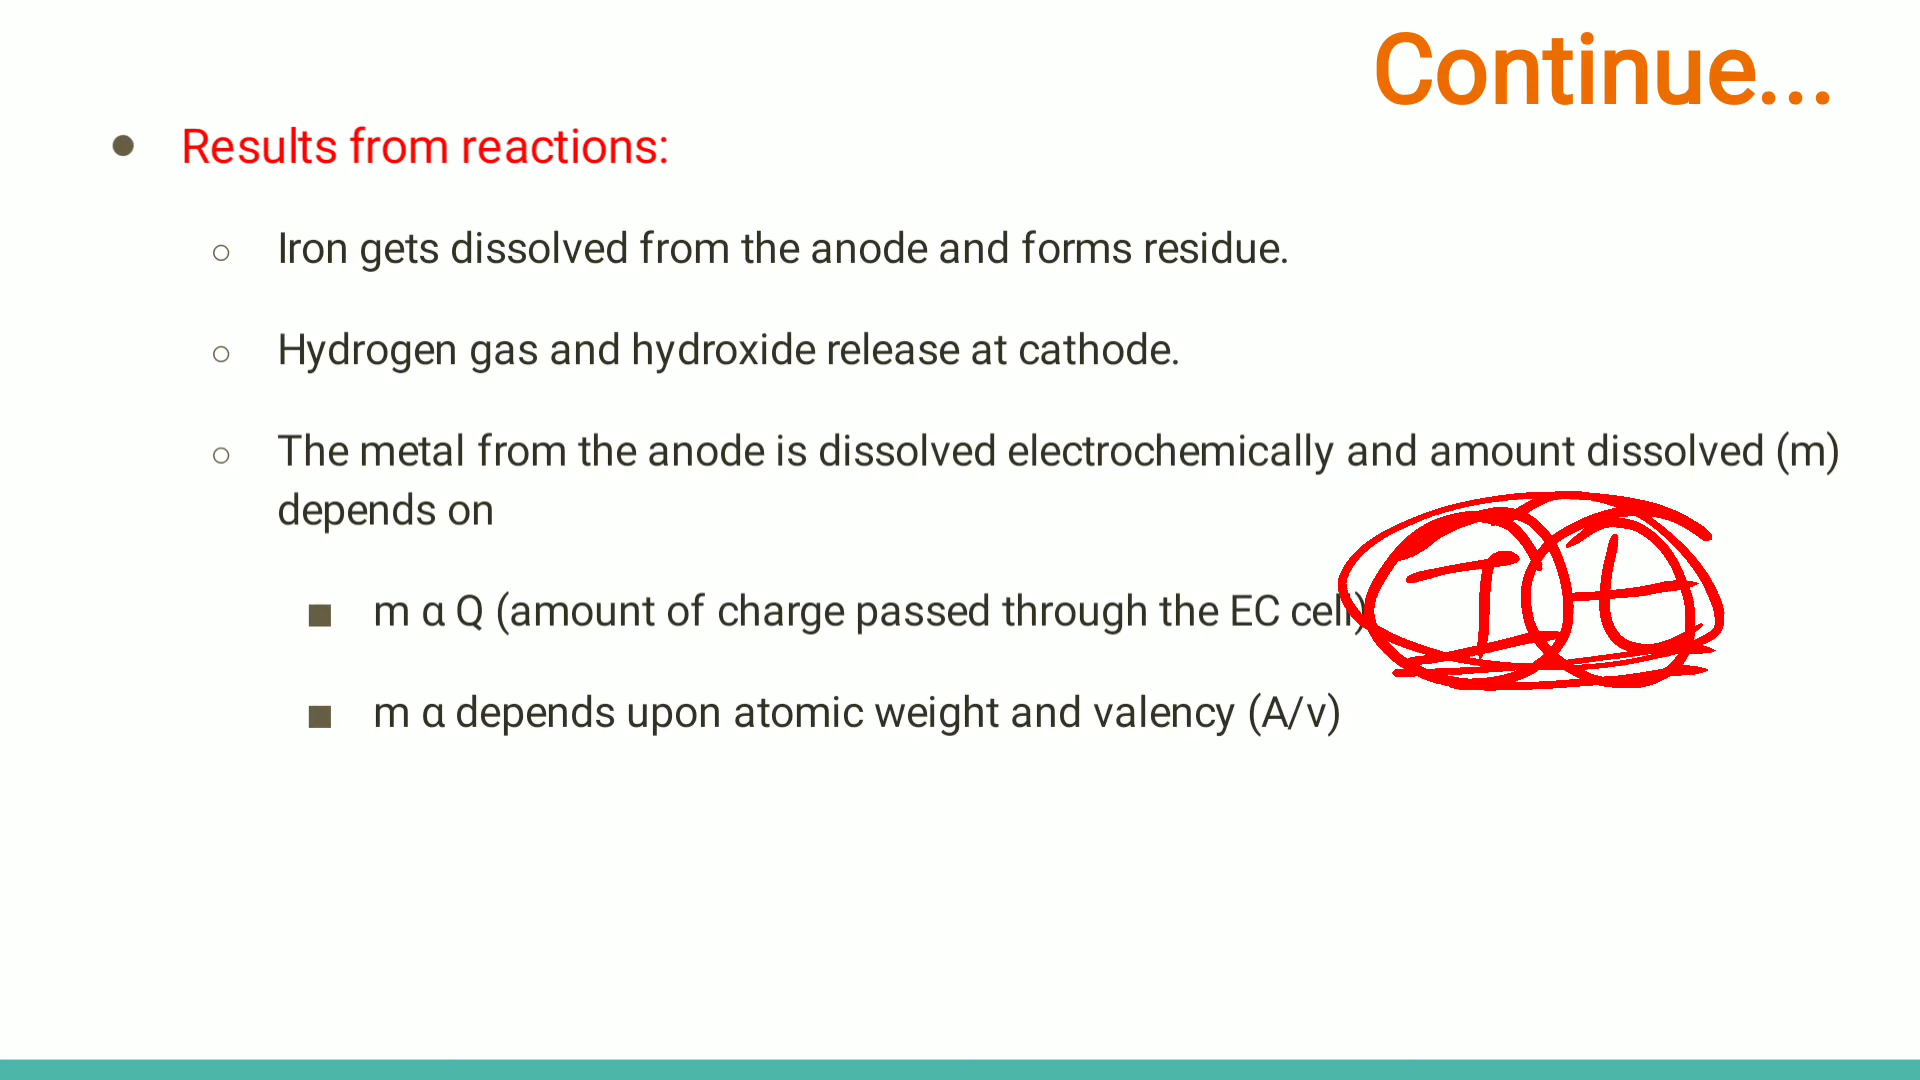 Continue...
Results from reactions:
Iron gets dissolved from the anode and forms residue.
Hydrogen gas and hydroxide release at cathode.
The metal from the anode is dissolved electrochemically and amount dissolved (m)
depends on
m α Q (amount of charge passed through the EC cell) I t
m α depends upon atomic weight and valency (A/v)